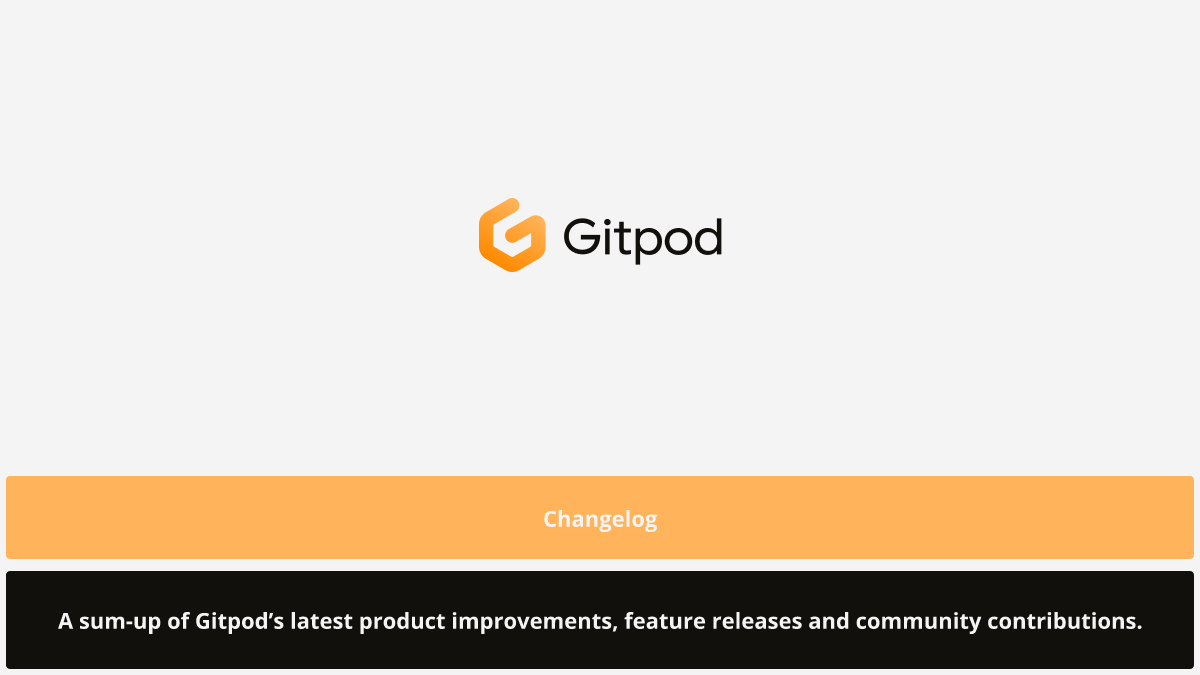 Gitpod
Changelog
A sum-up of Gitpod’s latest product improvements, feature releases and community contributions.